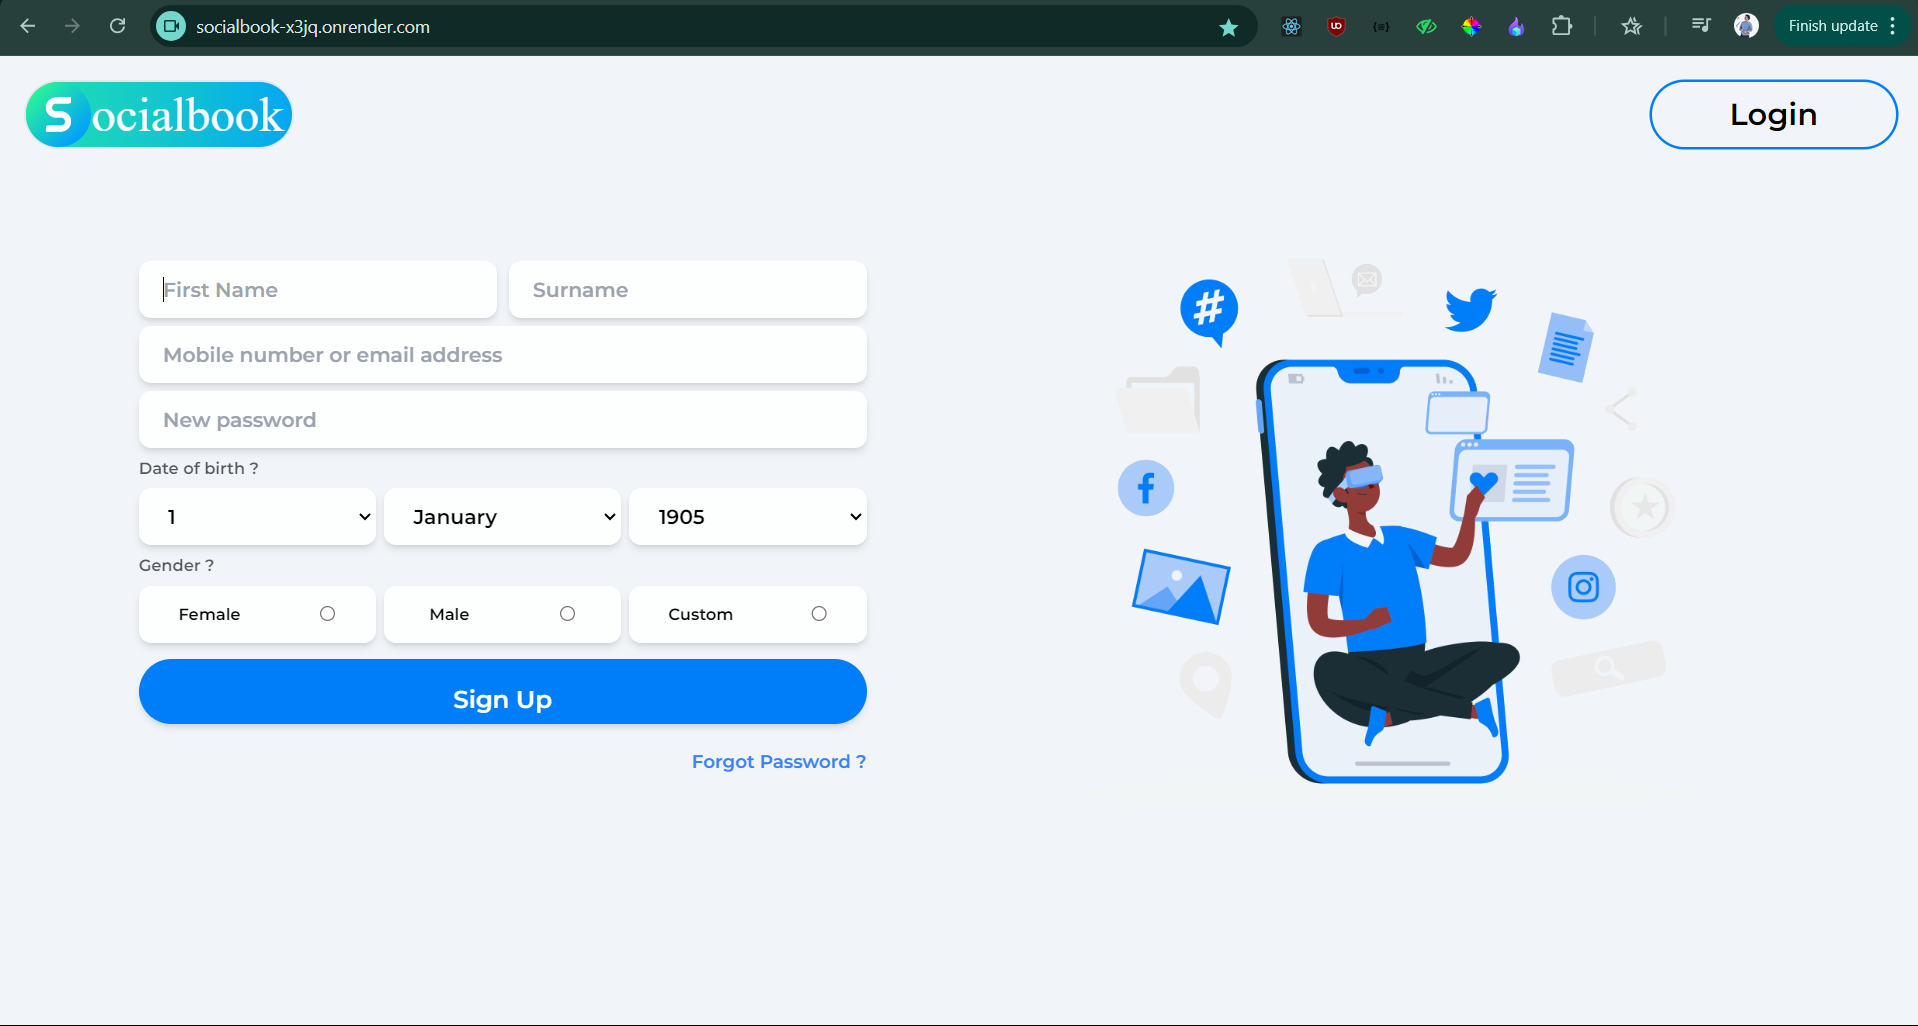 socialbook-x3jq.onrender.com
Finish update
Socialbook
Login
First Name
Surname
Mobile number or email address
New password
Date of birth ?
1
January
1905
Gender ?
Female
Male
Custom
Sign Up
Forgot Password ?
#